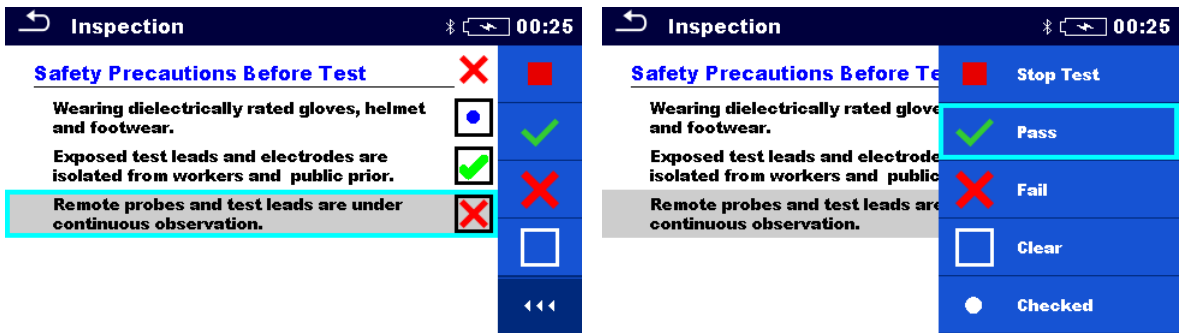 Inspection 00:25
Safety Precautions Before Test
Wearing dielectrically rated gloves, helmet
and footwear.
Exposed test leads and electrodes are
isolated from workers and public prior.
Remote probes and test leads are under
continuous observation.
Inspection 00:25
Safety Precautions Before Te
Wearing dielectrically rated glove
and footwear.
Exposed test leads and electrode
isolated from workers and public
Remote probes and test leads are
continuous observation.
Stop Test
Pass
Fail
Clear
Checked